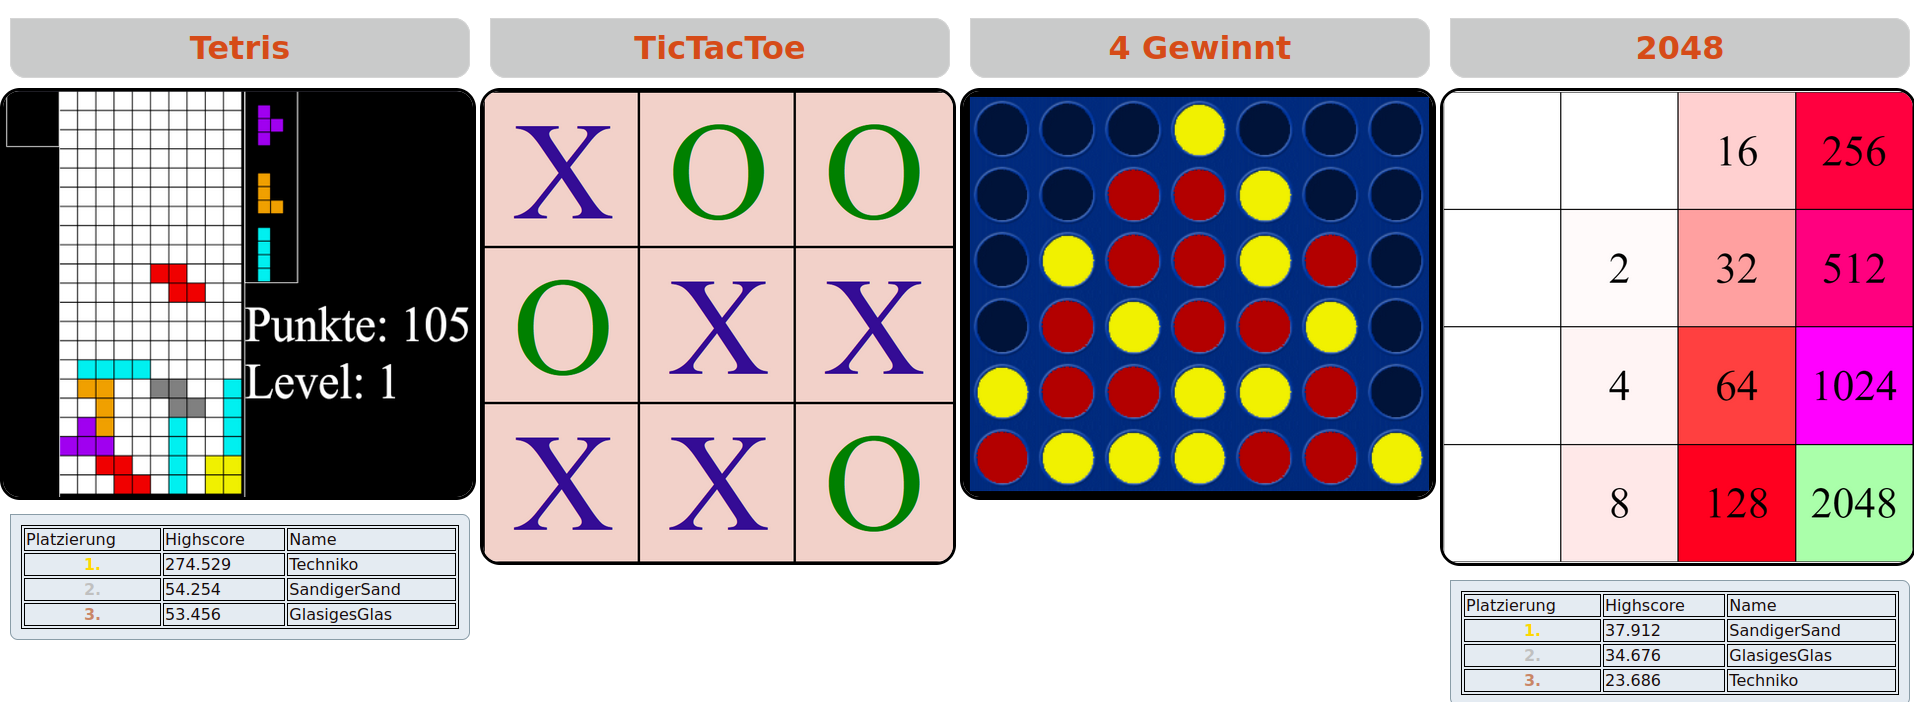 Tetris
TicTacToe
4 Gewinnt
2048
Punkte: 105
Level: 1
X O O
O X X
X X O
16 256
2 32 512
4 64 1024
8 128 2048
Platzierung Highscore Name
1. 274.529 Techniko
2. 54.254 SandigerSand
3. 53.456 GlasigesGlas
Platzierung Highscore Name
1. 37.912 SandigerSand
2. 34.676 GlasigesGlas
3. 23.686 Techniko